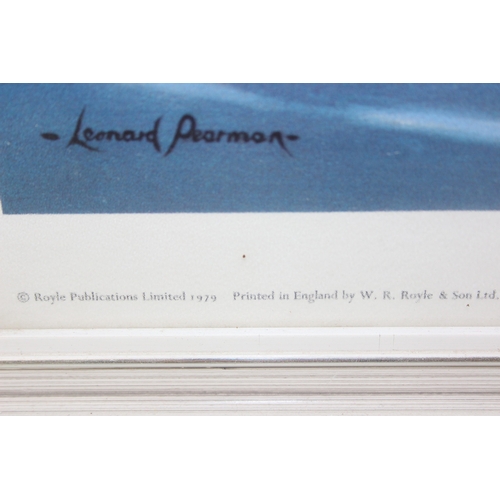 - Leonard Pearman -
© Royle Publications Limited 1979 Printed in England by W. R. Royle & Son Ltd.